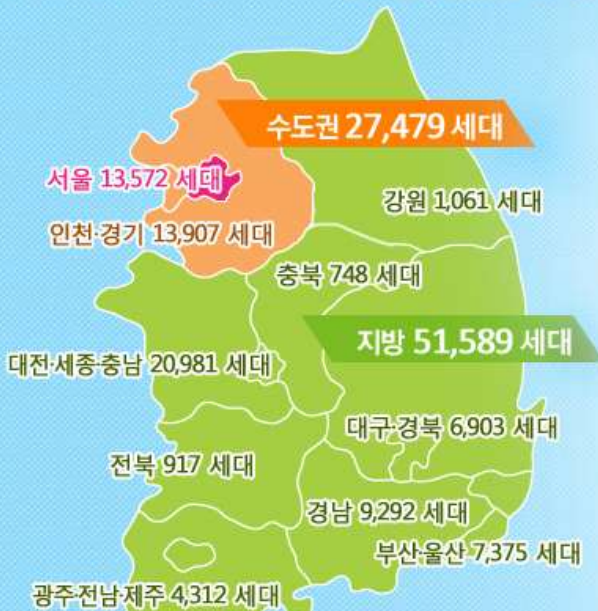 수도권 27,479 세대
서울 13,572 세대
강원 1,061 세대
인천·경기 13,907 세대
충북 748 세대
지방 51,589 세대
대전·세종·충남 20,981 세대
대구·경북 6,903 세대
전북 917 세대
경남 9,292 세대
부산·울산 7,375 세대
광주·전남·제주 4,312 세대